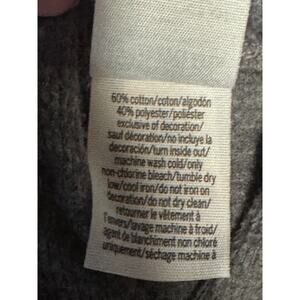 60% cotton/coton/algodón
40% polyester/poliéster
exclusive of decoration/
sauf décoration/no incluye la
decoración/turn inside out/
machine wash cold/only
non-chlorine bleach/tumble dry
low/cool iron/do not iron on
decoration/do not dry clean/
retourner le vêtement à
l'envers/lavage machine à froid/
agent de blanchiment non chloré
uniquement/séchage machine à